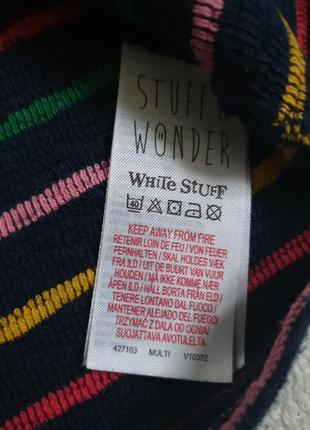 STUFF &
WONDER
WHITE STUFF
40
KEEP AWAY FROM FIRE
RETENIR LOIN DE FEU / VON FEUER
FERNHALTEN / SKAL HOLDES VÆK
FRA ILD / UIT DE BUURT VAN VUUR
HOUDEN / MÅ IKKE KOMME NÆR
ÅPEN ILD / HÅLL BORTA FRÅN ELD /
TENERE LONTANO DAL FUOCO /
MANTENER ALEJADO DEL FUEGO /
TRZYMAĆ Z DALA OD OGNIA /
SUOJATTAVA AVOTULELTA
427103 MULTI V10372